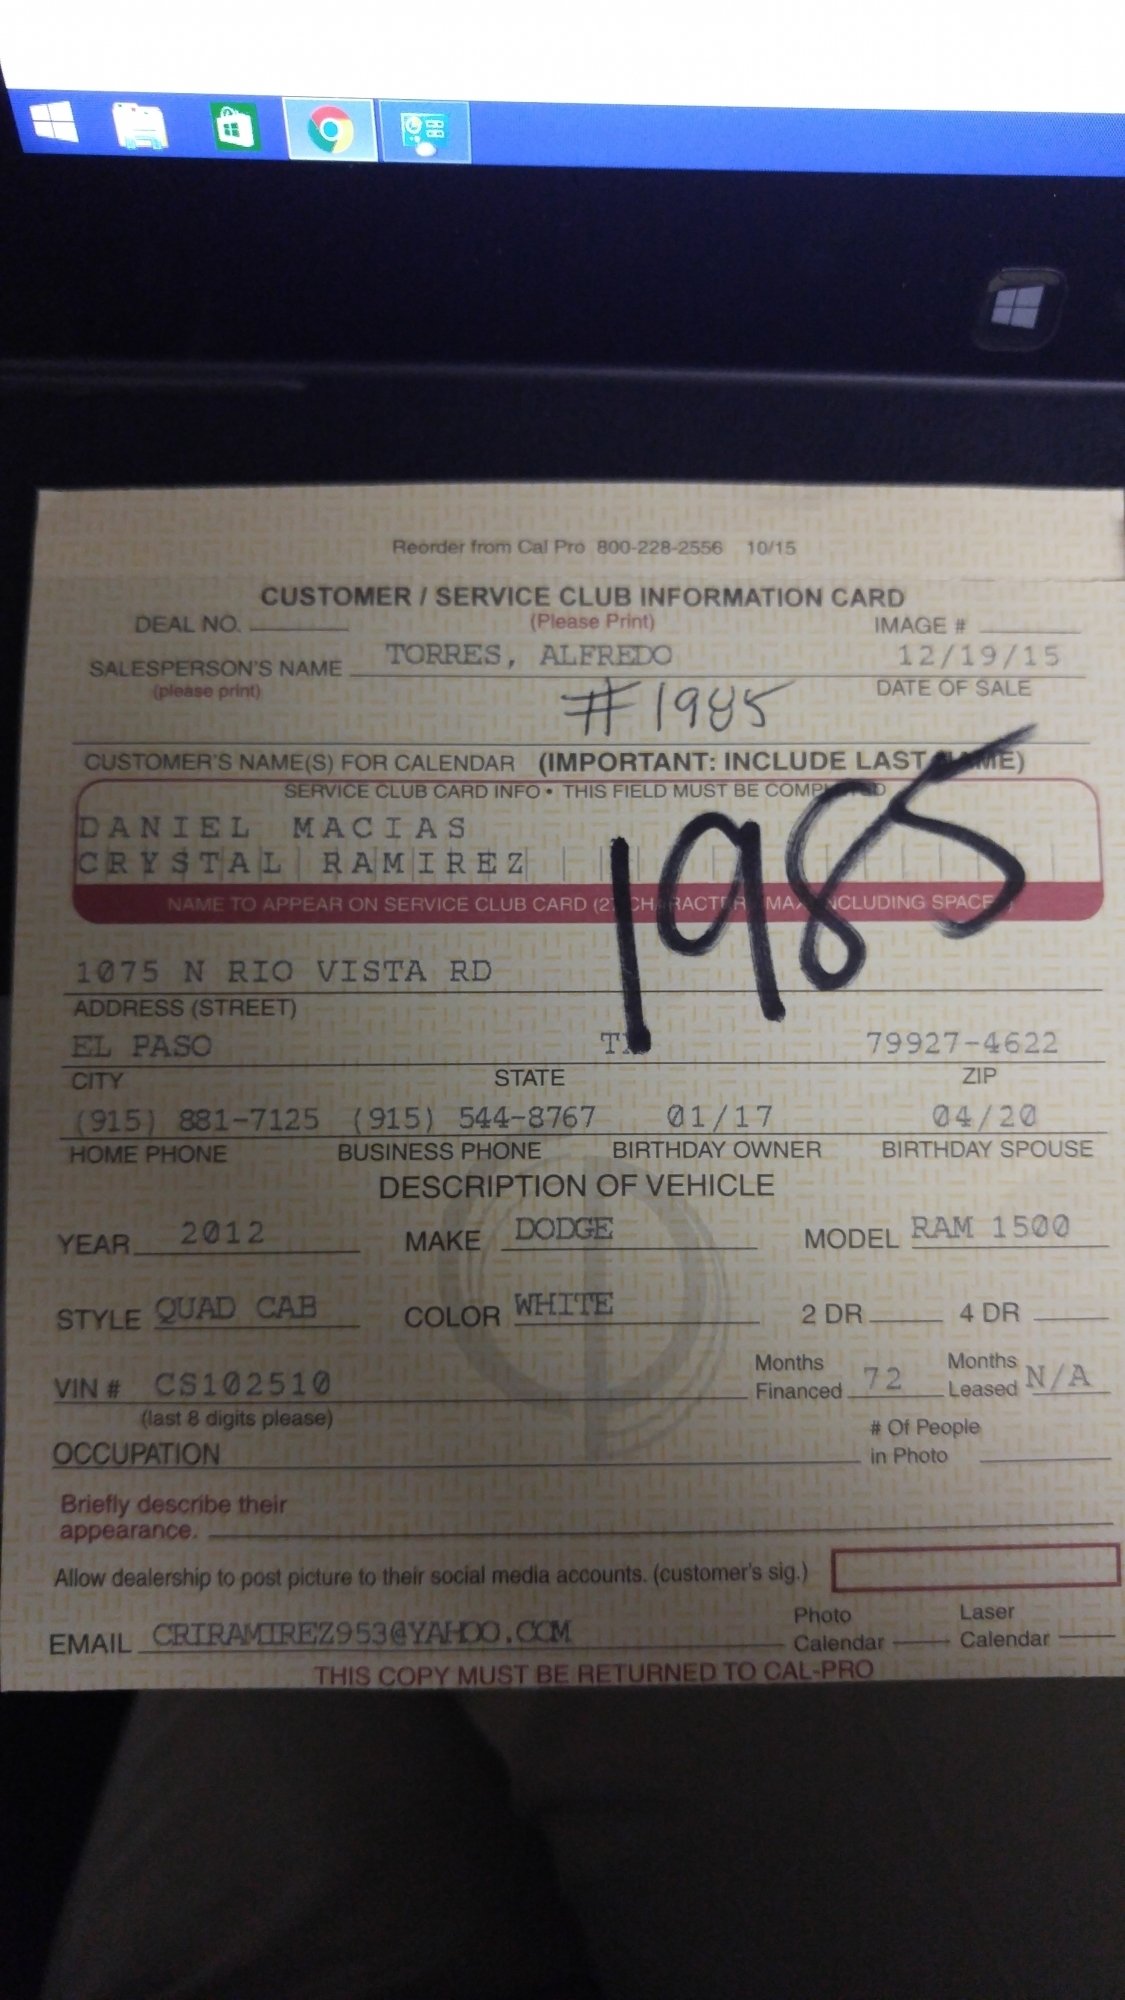 Reorder from Cal Pro 800-228-2556 10/15
CUSTOMER / SERVICE CLUB INFORMATION CARD
DEAL NO. (Please Print) IMAGE #
SALESPERSON'S NAME TORRES, ALFREDO 12/19/15
(please print) DATE OF SALE
#1985
CUSTOMER'S NAME(S) FOR CALENDAR (IMPORTANT: INCLUDE LAST NAME)
SERVICE CLUB CARD INFO • THIS FIELD MUST BE COMPLETED
DANIEL MACIAS
CRYSTAL RAMIREZ
1985
NAME TO APPEAR ON SERVICE CLUB CARD (27 CHARACTERS MAX INCLUDING SPACES)
1075 N RIO VISTA RD
ADDRESS (STREET)
EL PASO TX 79927-4622
CITY STATE ZIP
(915) 881-7125 (915) 544-8767 01/17 04/20
HOME PHONE BUSINESS PHONE BIRTHDAY OWNER BIRTHDAY SPOUSE
DESCRIPTION OF VEHICLE
YEAR 2012 MAKE DODGE MODEL RAM 1500
STYLE QUAD CAB COLOR WHITE 2 DR 4 DR
VIN # CS102510 Months Financed 72 Months Leased N/A
(last 8 digits please)
OCCUPATION # Of People in Photo
Briefly describe their
appearance.
Allow dealership to post picture to their social media accounts. (customer's sig.)
EMAIL CRIRAMIREZ953@YAHOO.COM Photo Calendar Laser Calendar
THIS COPY MUST BE RETURNED TO CAL-PRO